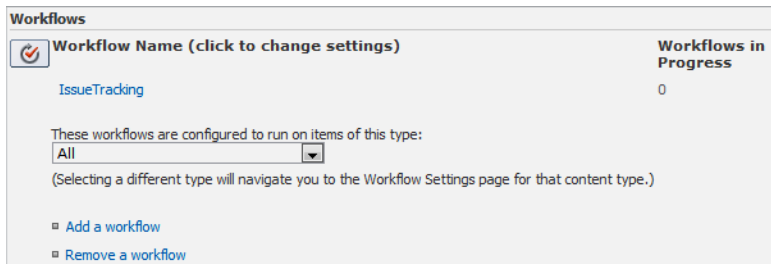 Workflows
Workflow Name (click to change settings)
Workflows in
Progress
IssueTracking
0
These workflows are configured to run on items of this type:
All
(Selecting a different type will navigate you to the Workflow Settings page for that content type.)
Add a workflow
Remove a workflow